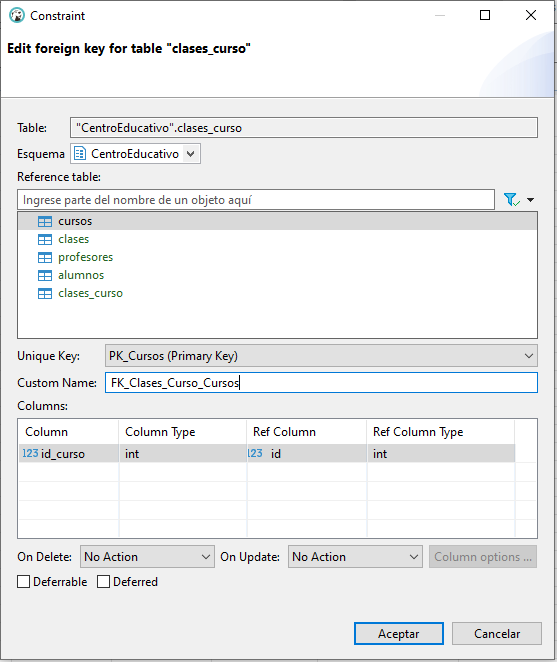 Constraint
Edit foreign key for table "clases_curso"
Table: "CentroEducativo".clases_curso
Esquema CentroEducativo
Reference table:
Ingrese parte del nombre de un objeto aquí
cursos
clases
profesores
alumnos
clases_curso
Unique Key: PK_Cursos (Primary Key)
Custom Name: FK_Clases_Curso_Cursos
Columns:
Column Column Type Ref Column Ref Column Type
123 id_curso int 123 id int
On Delete: No Action On Update: No Action Column options ...
Deferrable Deferred
Aceptar Cancelar